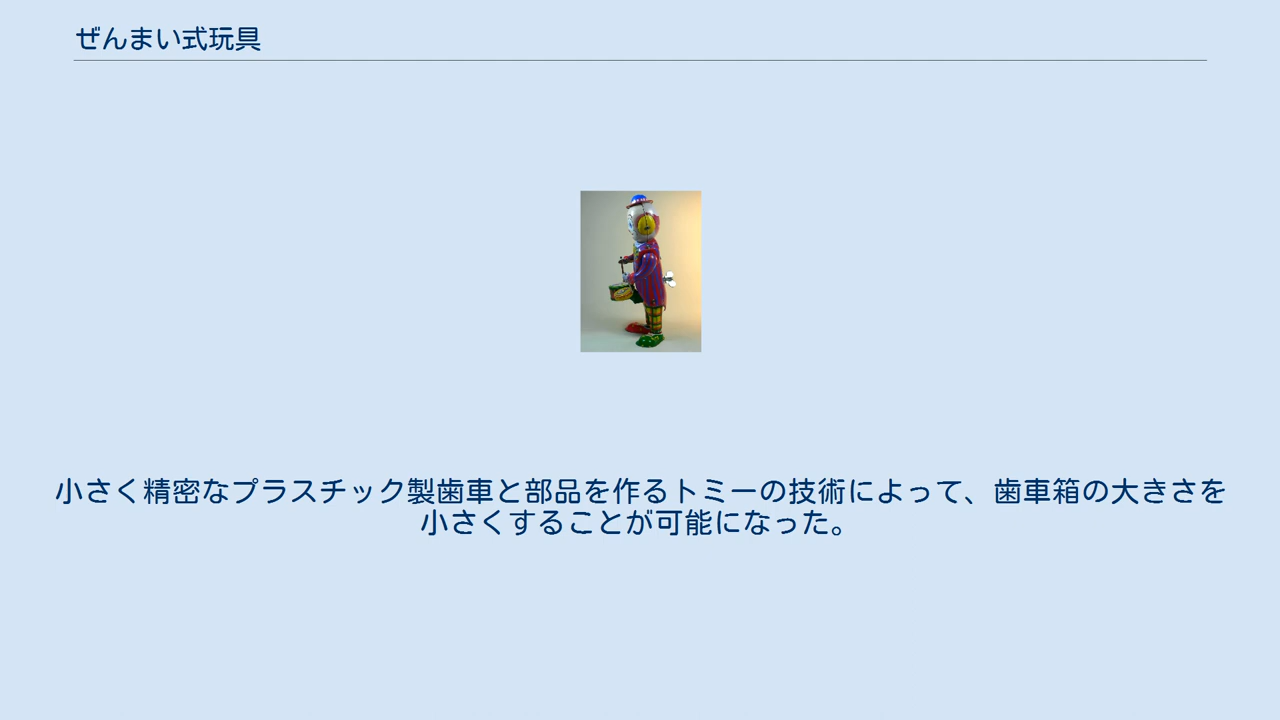 ぜんまい式玩具
小さく精密なプラスチック製歯車と部品を作るトミーの技術によって、歯車箱の大きさを
小さくすることが可能になった。